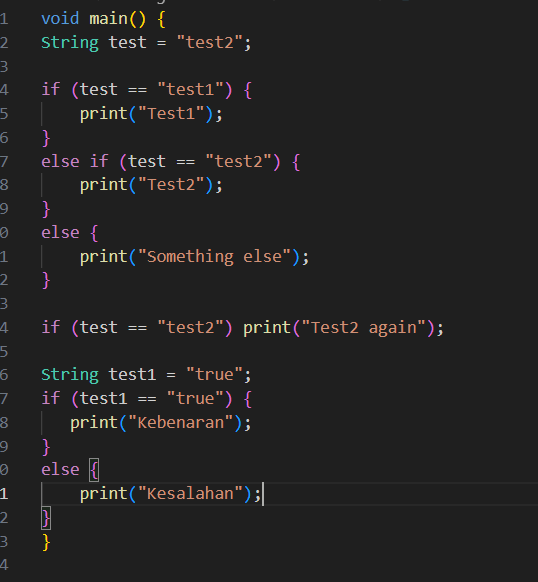 1 void main() {
2 String test = "test2";
3
4 if (test == "test1") {
5     print("Test1");
6 }
7 else if (test == "test2") {
8     print("Test2");
9 }
0 else {
1     print("Something else");
2 }
3
4 if (test == "test2") print("Test2 again");
5
6 String test1 = "true";
7 if (test1 == "true") {
8    print("Kebenaran");
9 }
0 else {
1     print("Kesalahan");
2 }
3 }
4